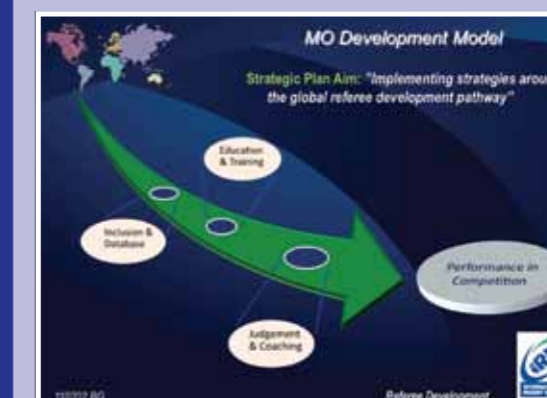 MO Development Model
Strategic Plan Aim: "Implementing strategies arou
the global referee development pathway"
Education
& Training
Inclusion &
Database
Performance in
Competition
Judgement
& Coaching
Referee Development